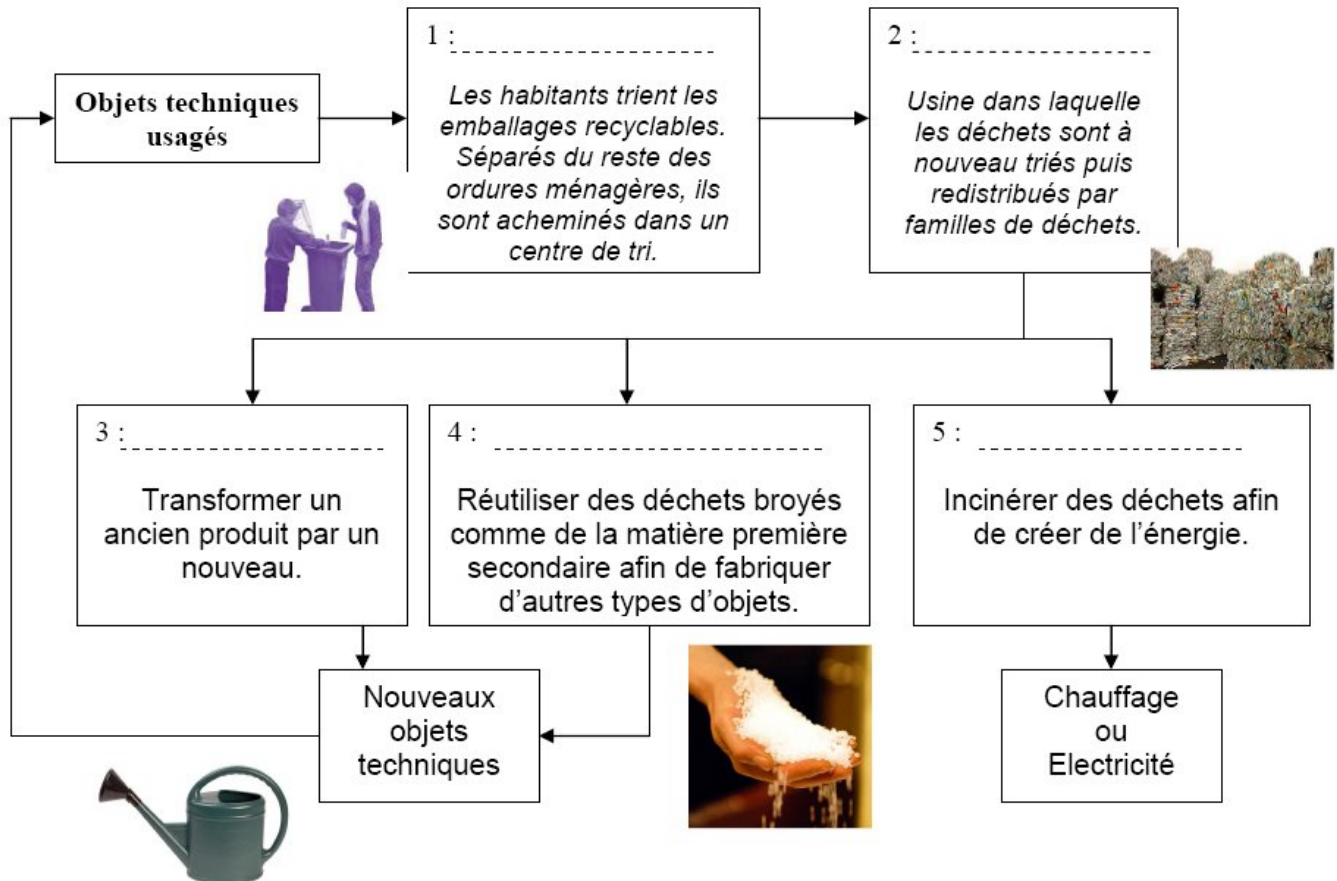 Objets techniques
usagés
1 : _ _ _ _ _ _ _ _ _ _ _ _
Les habitants trient les
emballages recyclables.
Séparés du reste des
ordures ménagères, ils
sont acheminés dans un
centre de tri.
2 : _ _ _ _ _ _ _ _ _ _ _ _
Usine dans laquelle
les déchets sont à
nouveau triés puis
redistribués par
familles de déchets.
3 : _ _ _ _ _ _ _ _ _ _ _ _
Transformer un
ancien produit par un
nouveau.
4 : _ _ _ _ _ _ _ _ _ _ _ _
Réutiliser des déchets broyés
comme de la matière première
secondaire afin de fabriquer
d’autres types d’objets.
5 : _ _ _ _ _ _ _ _ _ _ _ _
Incinérer des déchets afin
de créer de l’énergie.
Nouveaux
objets
techniques
Chauffage
ou
Electricité